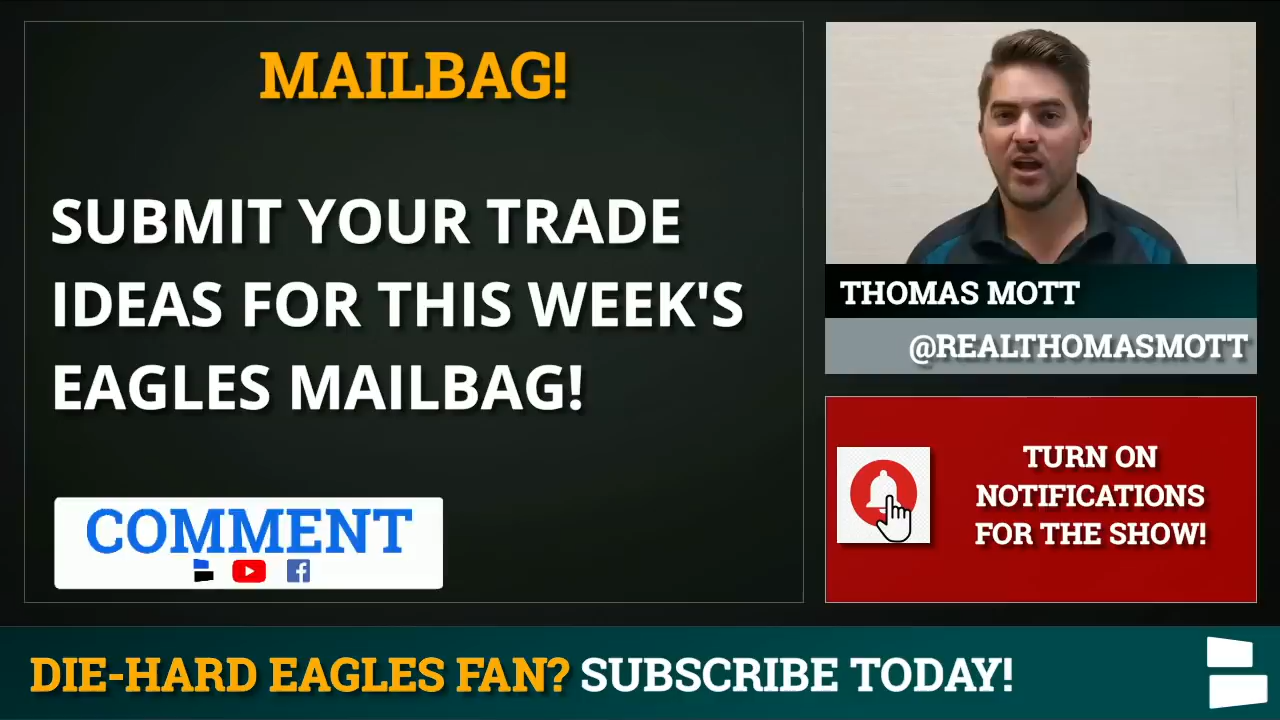 MAILBAG!
SUBMIT YOUR TRADE
IDEAS FOR THIS WEEK'S
EAGLES MAILBAG!
COMMENT
THOMAS MOTT
@REALTHOMASMOTT
TURN ON
NOTIFICATIONS
FOR THE SHOW!
DIE-HARD EAGLES FAN? SUBSCRIBE TODAY!